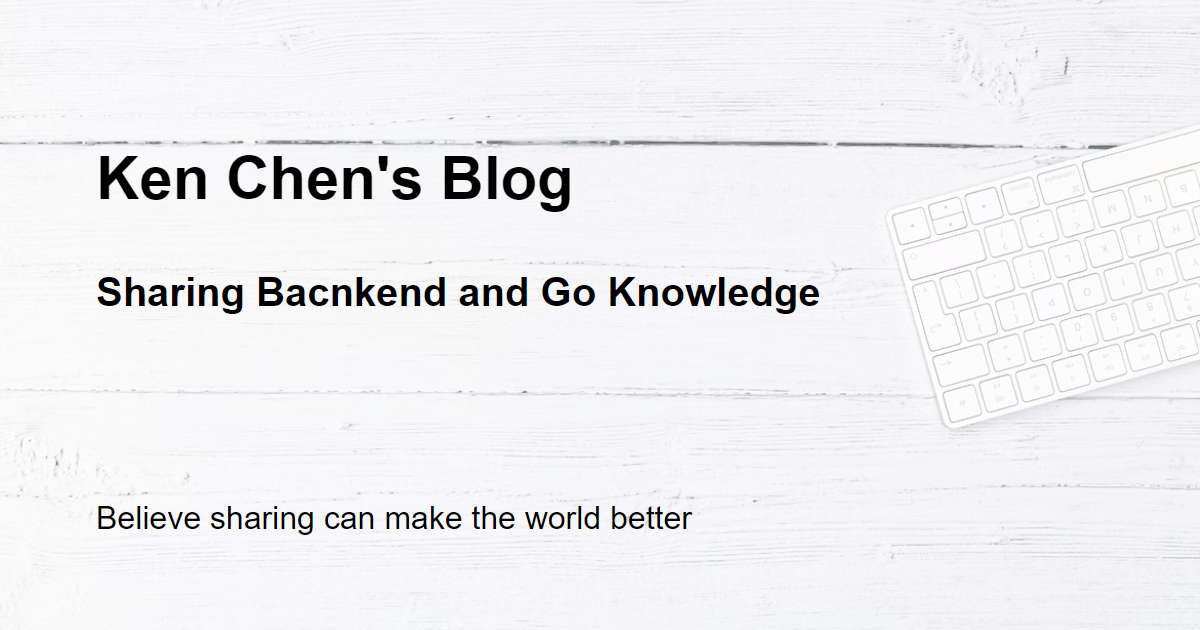 Ken Chen's Blog
Sharing Bacnkend and Go Knowledge
Believe sharing can make the world better